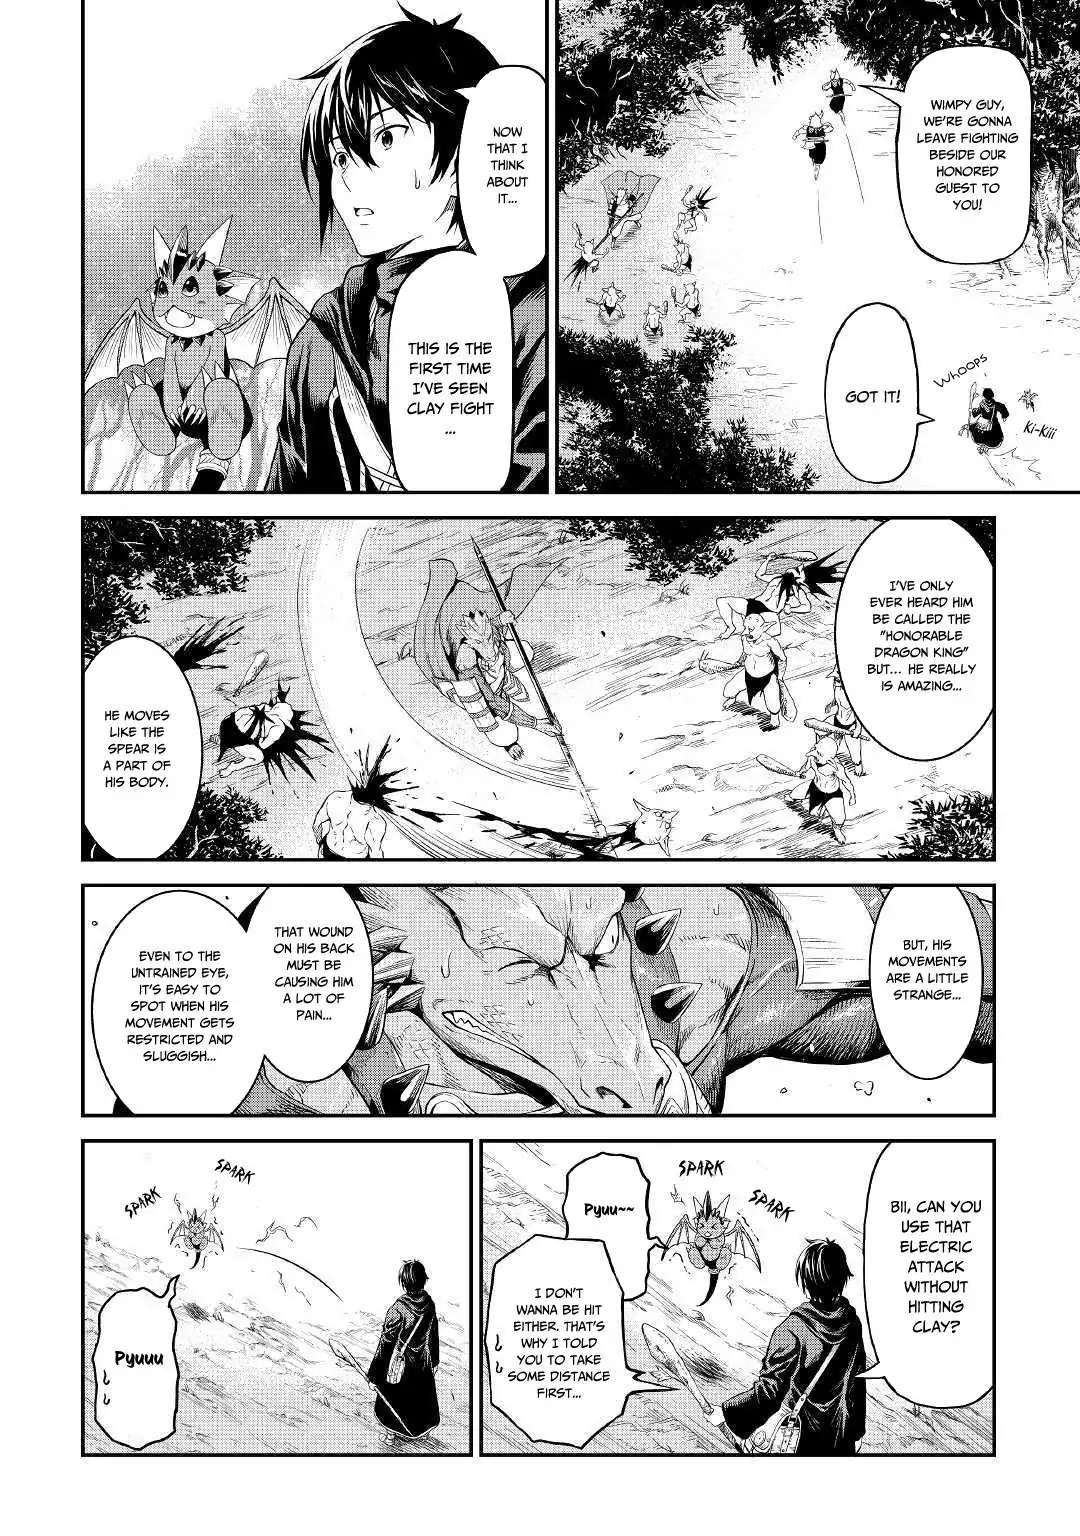 WIMPY GUY,
WE'RE GONNA
LEAVE FIGHTING
BESIDE OUR
HONORED
GUEST TO
YOU!
GOT IT!
Whoops
Ki-Kiii
NOW
THAT I
THINK
ABOUT
IT...
THIS IS THE
FIRST TIME
I'VE SEEN
CLAY FIGHT
...
I'VE ONLY
EVER HEARD HIM
BE CALLED THE
"HONORABLE
DRAGON KING"
BUT... HE REALLY
IS AMAZING...
HE MOVES
LIKE THE
SPEAR IS
A PART OF
HIS BODY.
BUT, HIS
MOVEMENTS
ARE A LITTLE
STRANGE...
THAT WOUND
ON HIS BACK
MUST BE
CAUSING HIM
A LOT OF
PAIN...
EVEN TO THE
UNTRAINED EYE,
IT'S EASY TO
SPOT WHEN HIS
MOVEMENT GETS
RESTRICTED AND
SLUGGISH...
BII, CAN YOU
USE THAT
ELECTRIC
ATTACK
WITHOUT
HITTING
CLAY?
SPARK
SPARK
Pyuu~~
I DON'T
WANNA BE HIT
EITHER. THAT'S
WHY I TOLD
YOU TO TAKE
SOME DISTANCE
FIRST...
SPARK
SPARK
Pyuuu